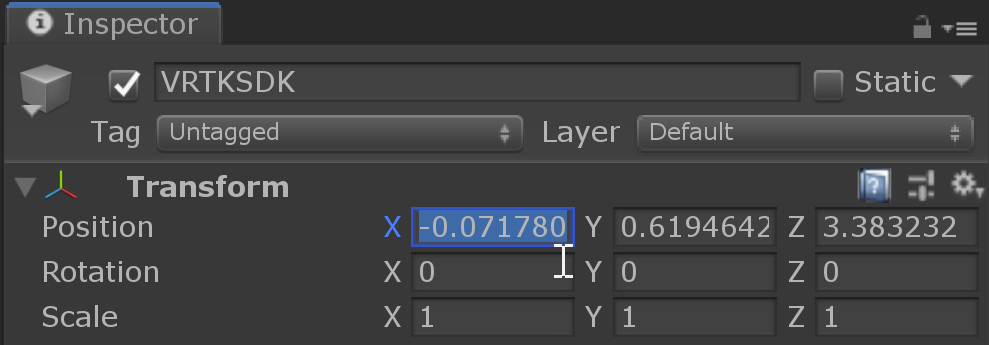 Inspector
VRTKSDK Static
Tag Untagged Layer Default
Transform
Position X -0.071780 Y 0.6194642 Z 3.383232
Rotation X 0 Y 0 Z 0
Scale X 1 Y 1 Z 1